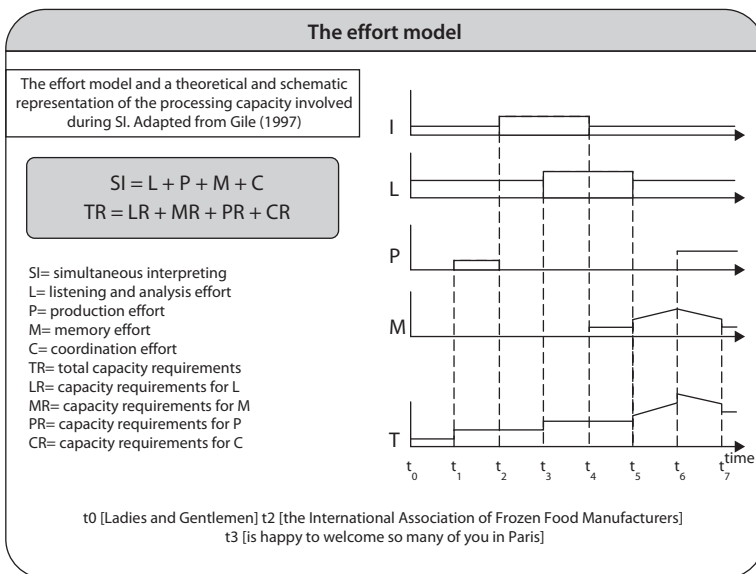 The effort model
The effort model and a theoretical and schematic
representation of the processing capacity involved
during SI. Adapted from Gile (1997)
SI = L + P + M + C
TR = LR + MR + PR + CR
SI= simultaneous interpreting
L= listening and analysis effort
P= production effort
M= memory effort
C= coordination effort
TR= total capacity requirements
LR= capacity requirements for L
MR= capacity requirements for M
PR= capacity requirements for P
CR= capacity requirements for C
I
L
P
M
T
time
t0 t1 t2 t3 t4 t5 t6 t7
t0 [Ladies and Gentlemen] t2 [the International Association of Frozen Food Manufacturers]
t3 [is happy to welcome so many of you in Paris]